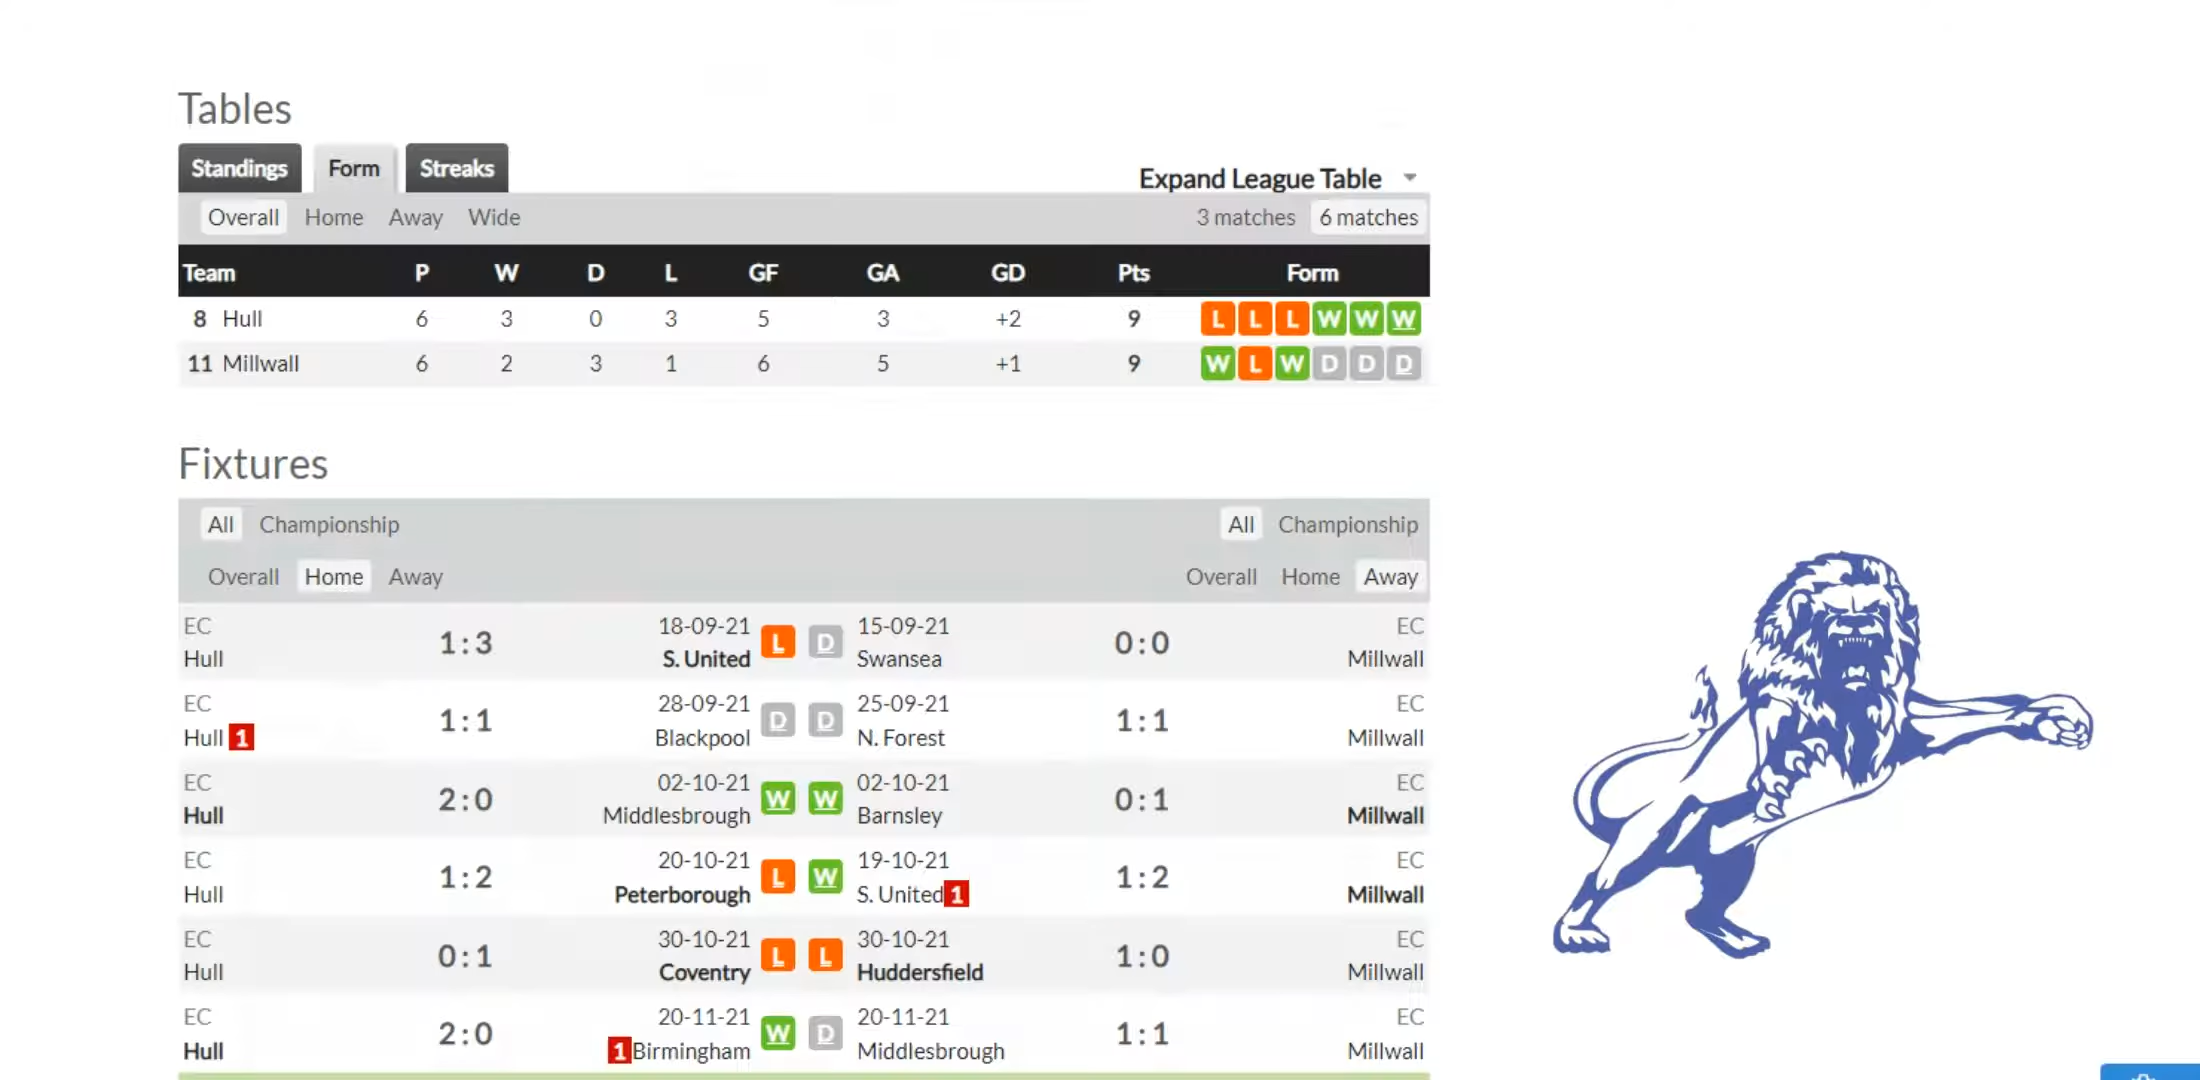 Tables
Standings Form Streaks Expand League Table
Overall Home Away Wide 3 matches 6 matches
Team P W D L GF GA GD Pts Form
8 Hull 6 3 0 3 5 3 +2 9 L L L W W W
11 Millwall 6 2 3 1 6 5 +1 9 W L W D D D
Fixtures
All Championship All Championship
Overall Home Away Overall Home Away
EC 18-09-21 15-09-21 EC
1:3 L D 0:0
Hull S. United Swansea Millwall
EC 28-09-21 25-09-21 EC
1:1 D D 1:1
Hull 1 Blackpool N. Forest Millwall
EC 02-10-21 02-10-21 EC
2:0 W W 0:1
Hull Middlesbrough Barnsley Millwall
EC 20-10-21 19-10-21 EC
1:2 L W 1:2
Hull Peterborough S. United 1 Millwall
EC 30-10-21 30-10-21 EC
0:1 L L 1:0
Hull Coventry Huddersfield Millwall
EC 20-11-21 20-11-21 EC
2:0 W D 1:1
Hull 1 Birmingham Middlesbrough Millwall